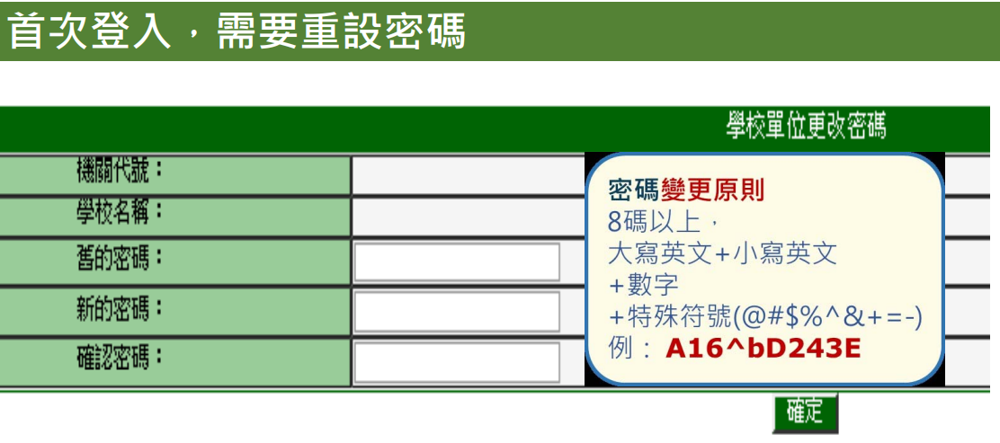 首次登入，需要重設密碼
學校單位更改密碼
機關代號：
學校名稱：
舊的密碼：
新的密碼：
確認密碼：
密碼變更原則
8碼以上，
大寫英文+小寫英文
+數字
+特殊符號(@#$%^&+=-)
例： A16^bD243E
確定